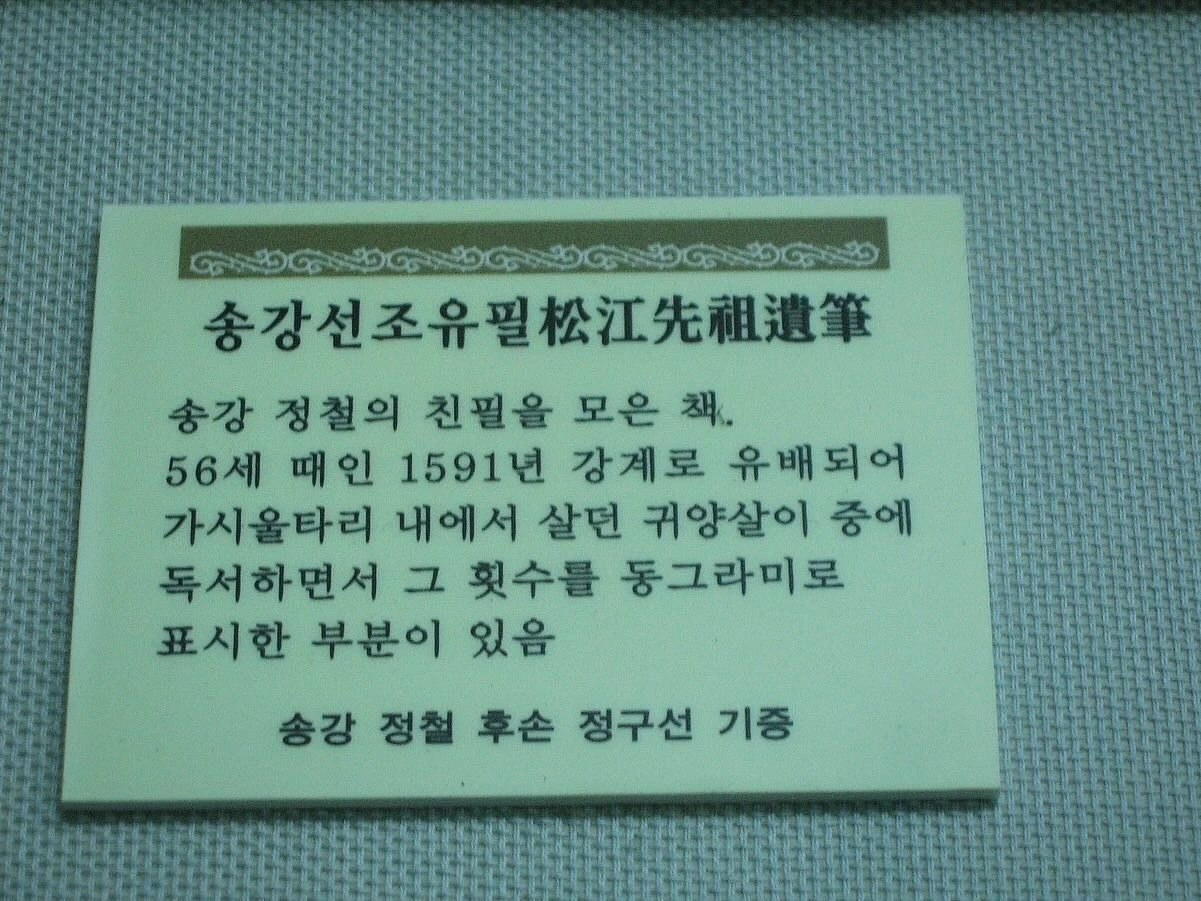 송강선조유필松江先祖遺筆
송강 정철의 친필을 모은 책.
56세 때인 1591년 강계로 유배되어
가시울타리 내에서 살던 귀양살이 중에
독서하면서 그 횟수를 동그라미로
표시한 부분이 있음
송강 정철 후손 정구선 기증